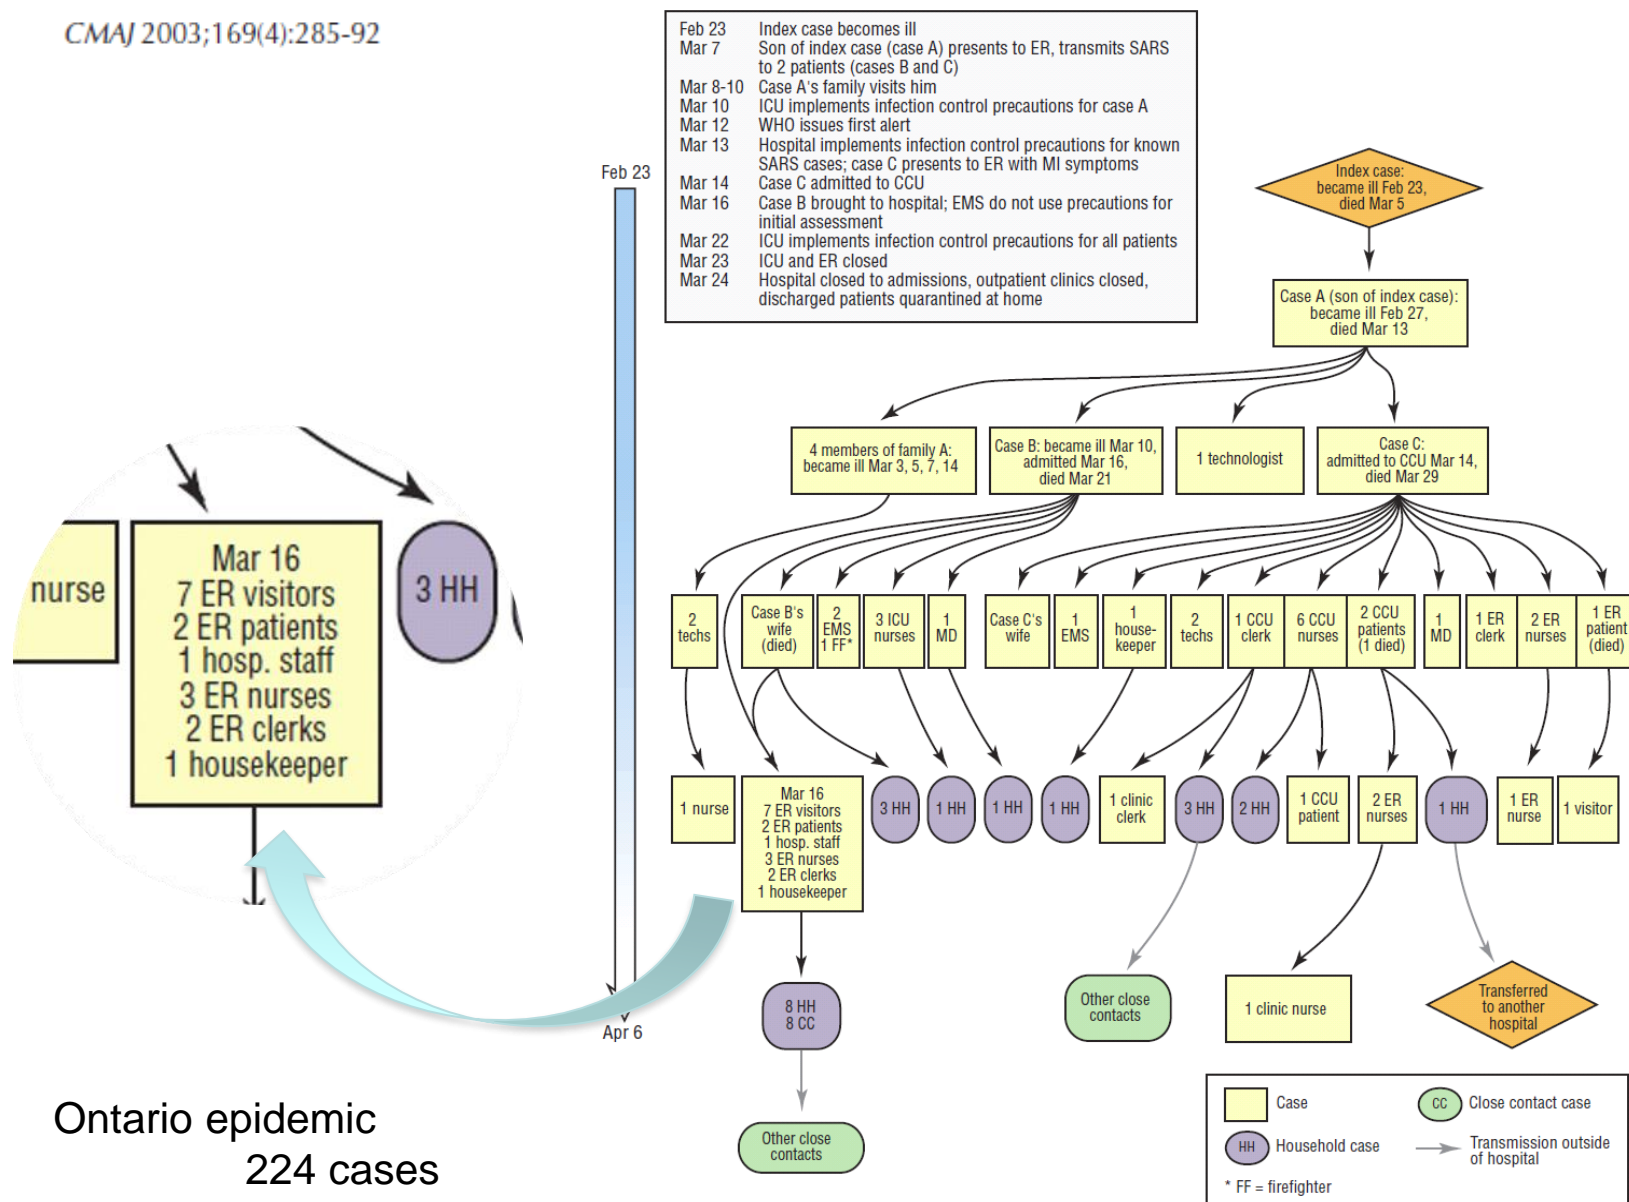 CMAJ 2003;169(4):285-92
Feb 23 Index case becomes ill
Mar 7 Son of index case (case A) presents to ER, transmits SARS
to 2 patients (cases B and C)
Mar 8-10 Case A's family visits him
Mar 10 ICU implements infection control precautions for case A
Mar 12 WHO issues first alert
Mar 13 Hospital implements infection control precautions for known
SARS cases; case C presents to ER with MI symptoms
Mar 14 Case C admitted to CCU
Mar 16 Case B brought to hospital; EMS do not use precautions for
initial assessment
Mar 22 ICU implements infection control precautions for all patients
Mar 23 ICU and ER closed
Mar 24 Hospital closed to admissions, outpatient clinics closed,
discharged patients quarantined at home
Feb 23
Apr 6
Index case:
became ill Feb 23,
died Mar 5
Case A (son of index case):
became ill Feb 27,
died Mar 13
4 members of family A:
became ill Mar 3, 5, 7, 14
Case B: became ill Mar 10,
admitted Mar 16,
died Mar 21
1 technologist
Case C:
admitted to CCU Mar 14,
died Mar 29
2
techs
Case B's
wife
(died)
2
EMS
1 FF*
3 ICU
nurses
1
MD
Case C's
wife
1
EMS
1
house-
keeper
2
techs
1 CCU
clerk
6 CCU
nurses
2 CCU
patients
(1 died)
1
MD
1 ER
clerk
2 ER
nurses
1 ER
patient
(died)
1 nurse
Mar 16
7 ER visitors
2 ER patients
1 hosp. staff
3 ER nurses
2 ER clerks
1 housekeeper
3 HH
1 HH
1 HH
1 HH
1 clinic
clerk
3 HH
2 HH
1 CCU
patient
2 ER
nurses
1 HH
1 ER
nurse
1 visitor
8 HH
8 CC
Other close
contacts
1 clinic nurse
Transferred
to another
hospital
Other close
contacts
nurse
Mar 16
7 ER visitors
2 ER patients
1 hosp. staff
3 ER nurses
2 ER clerks
1 housekeeper
3 HH
Ontario epidemic
224 cases
Case
CC Close contact case
HH Household case
Transmission outside
of hospital
* FF = firefighter